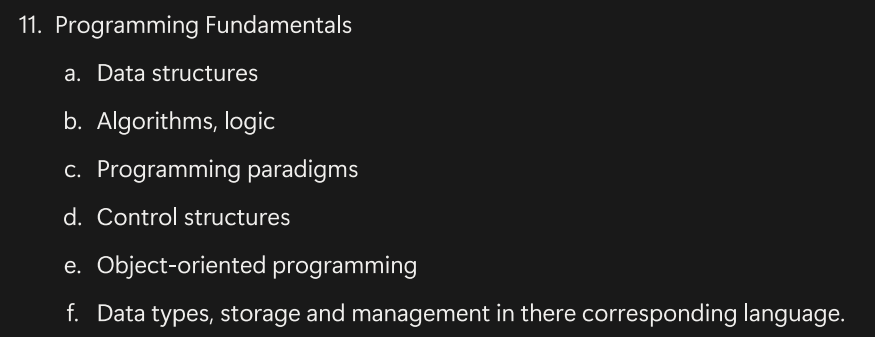 11. Programming Fundamentals
a. Data structures
b. Algorithms, logic
c. Programming paradigms
d. Control structures
e. Object-oriented programming
f. Data types, storage and management in there corresponding language.